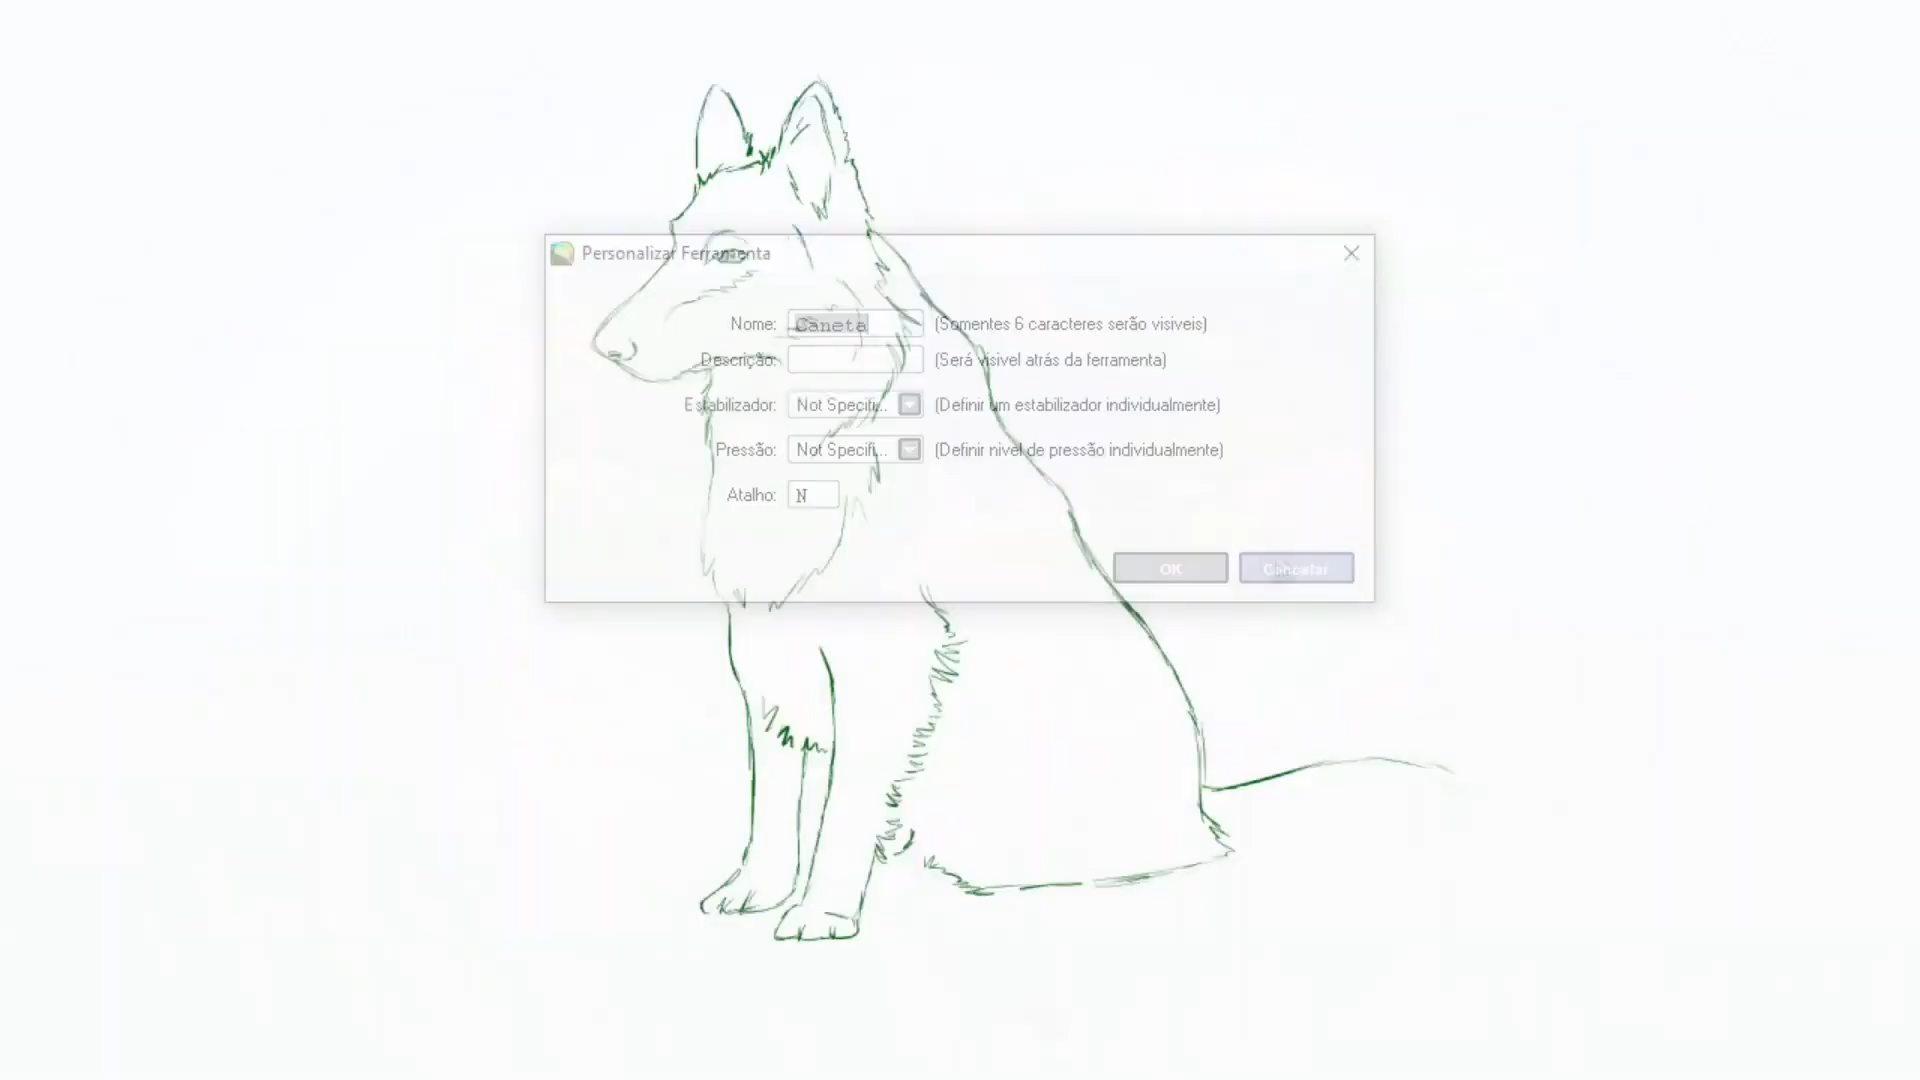 Personalizar Ferramenta
Nome: Caneta (Somentes 6 caracteres serão visiveis)
Descrição: (Será visivel atrás da ferramenta)
Estabilizador: Not Specifi... (Definir um estabilizador individualmente)
Pressão: Not Specifi... (Definir nivel de pressão individualmente)
Atalho: N
OK Cancelar